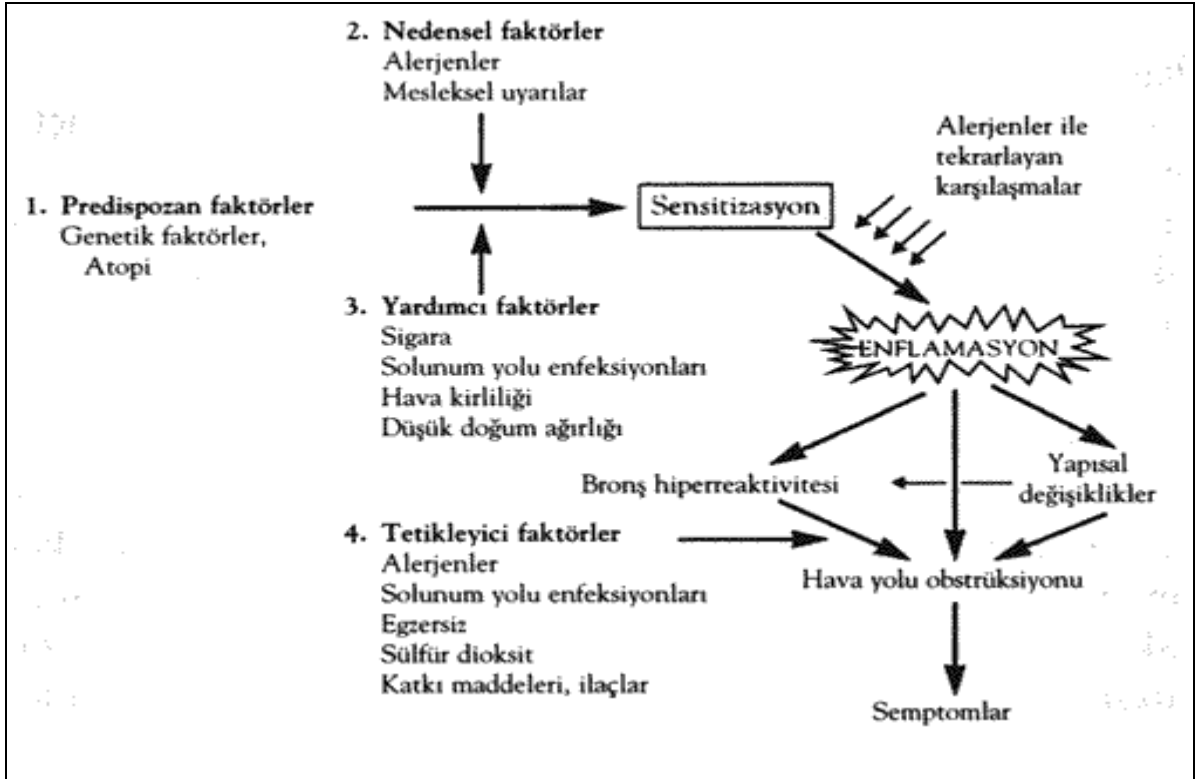 2. Nedensel faktörler
Alerjenler
Mesleksel uyarılar
Alerjenler ile
tekrarlayan
karşılaşmalar
1. Predispozan faktörler
Genetik faktörler,
Atopi
Sensitizasyon
3. Yardımcı faktörler
Sigara
Solunum yolu enfeksiyonları
Hava kirliliği
Düşük doğum ağırlığı
ENFLAMASYON
Bronş hiperreaktivitesi
Yapısal
değişiklikler
4. Tetikleyici faktörler
Alerjenler
Solunum yolu enfeksiyonları
Egzersiz
Sülfür dioksit
Katkı maddeleri, ilaçlar
Hava yolu obstrüksiyonu
Semptomlar